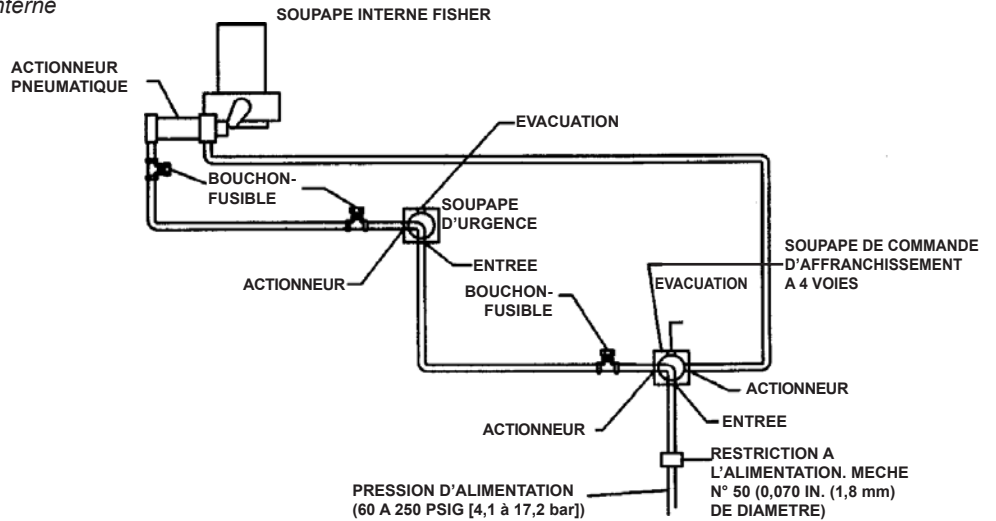 nterne
SOUPAPE INTERNE FISHER
ACTIONNEUR
PNEUMATIQUE
EVACUATION
BOUCHON-
FUSIBLE
SOUPAPE
D'URGENCE
ENTREE
ACTIONNEUR
SOUPAPE DE COMMANDE
D'AFFRANCHISSEMENT
A 4 VOIES
EVACUATION
BOUCHON-
FUSIBLE
ACTIONNEUR
ENTREE
ACTIONNEUR
RESTRICTION A
L'ALIMENTATION. MECHE
N° 50 (0,070 IN. (1,8 mm)
DE DIAMETRE)
PRESSION D'ALIMENTATION
(60 A 250 PSIG [4,1 à 17,2 bar])